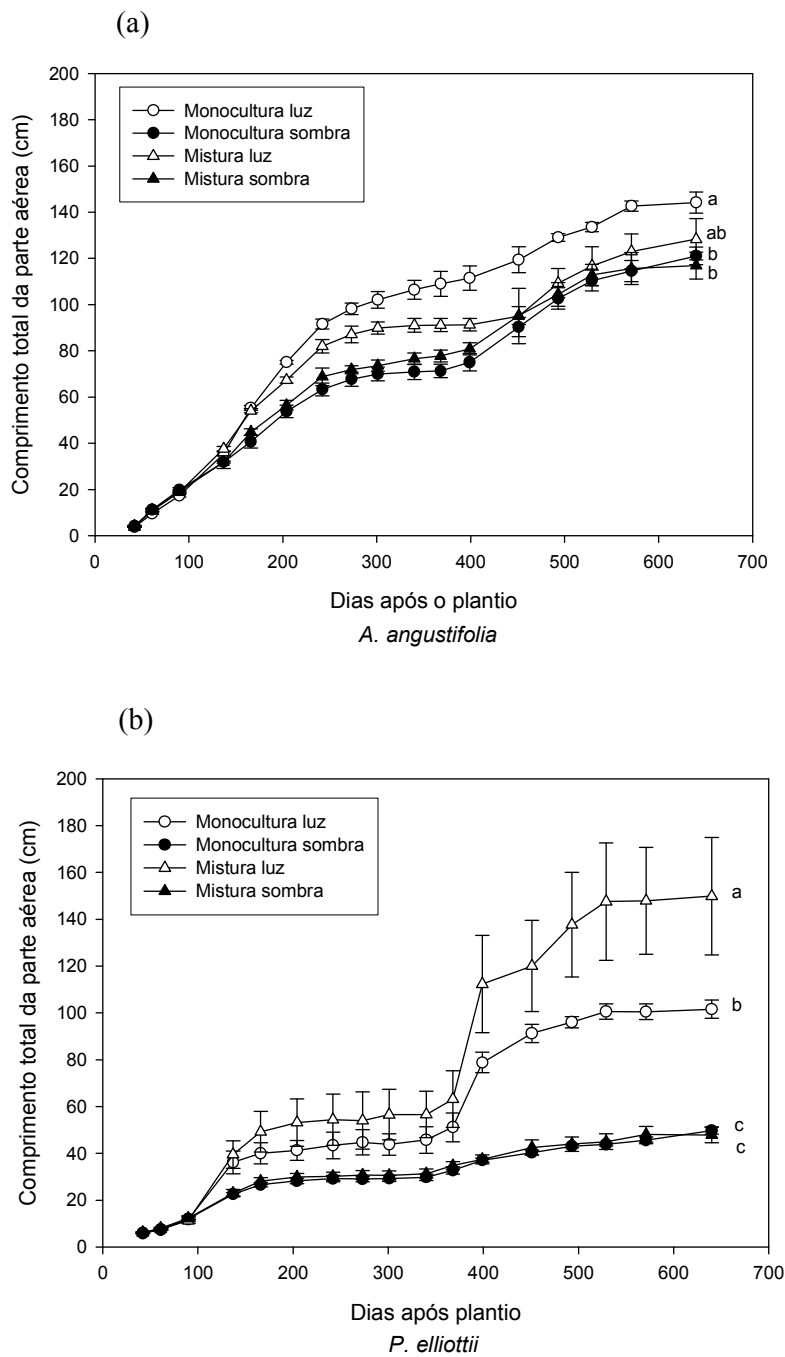 (a)
200
180
160
140
120
100
80
60
40
20
0
Comprimento total da parte aérea (cm)
Monocultura luz
Monocultura sombra
Mistura luz
Mistura sombra
a
ab
b
b
0 100 200 300 400 500 600 700
Dias após o plantio
A. angustifolia
(b)
200
180
160
140
120
100
80
60
40
20
0
Comprimento total da parte aérea (cm)
Monocultura luz
Monocultura sombra
Mistura luz
Mistura sombra
a
b
c
c
0 100 200 300 400 500 600 700
Dias após plantio
P. elliottii